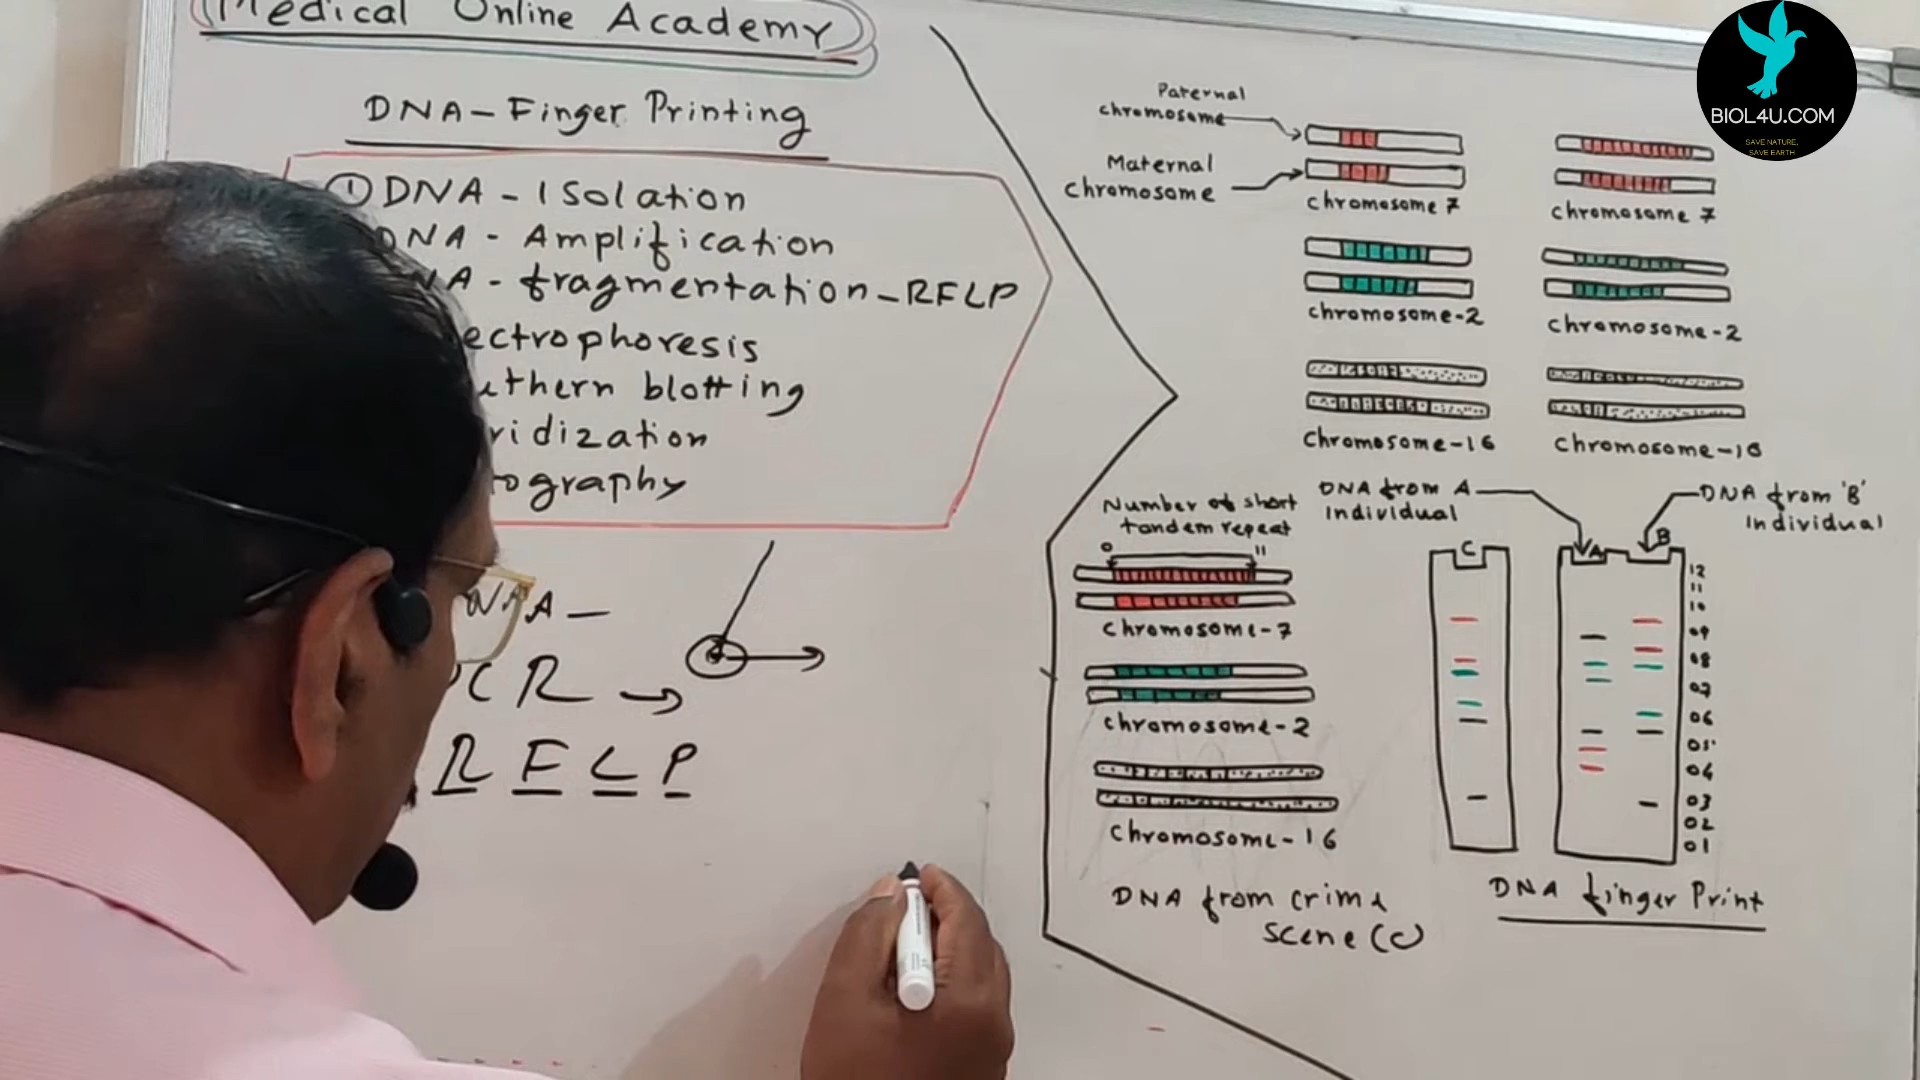 Medical Online Academy
DNA - Finger Printing
① DNA - Isolation
DNA - Amplification
NA - fragmentation - RFLP
ectrophoresis
uthern blotting
ridization
ography
A -
PCR →
R F L P
Paternal
chromosome
Maternal
chromosome
chromosome 7
chromosome 7
chromosome-2
chromosome-2
chromosome-16
chromosome-16
Number of short
tandem repeat
0 11
chromosome-7
chromosome-2
chromosome-16
DNA from crime
scene (C)
DNA from A
individual
DNA from 'B'
individual
C
A
B
12
11
10
09
08
07
06
05
04
03
02
01
DNA finger Print
BIOL4U.COM
SAVE NATURE,
SAVE EARTH